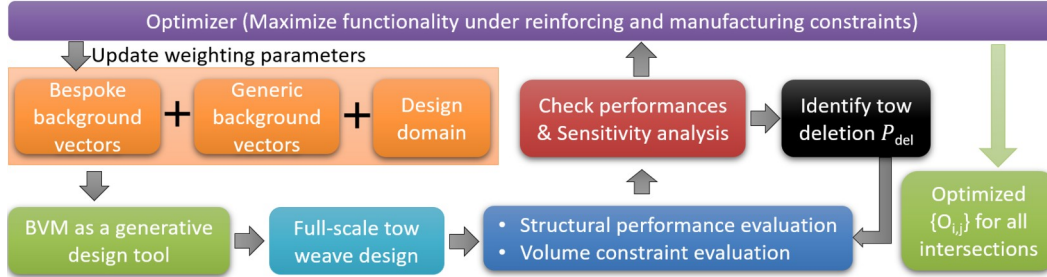 Optimizer (Maximize functionality under reinforcing and manufacturing constraints)
Update weighting parameters
Bespoke
background
vectors
+
Generic
background
vectors
+
Design
domain
Check performances
& Sensitivity analysis
Identify tow
deletion P_del
BVM as a generative
design tool
Full-scale tow
weave design
• Structural performance evaluation
• Volume constraint evaluation
Optimized
{O_i,j} for all
intersections